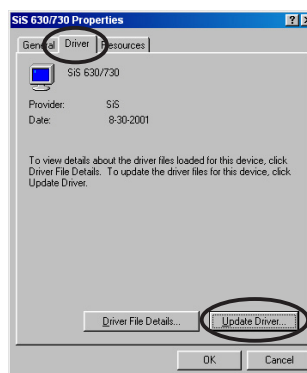 SiS 630/730 Properties
General Driver Resources
SiS 630/730
Provider: SiS
Date: 8-30-2001
To view details about the driver files loaded for this device, click
Driver File Details. To update the driver files for this device, click
Update Driver.
Driver File Details... Update Driver...
OK Cancel